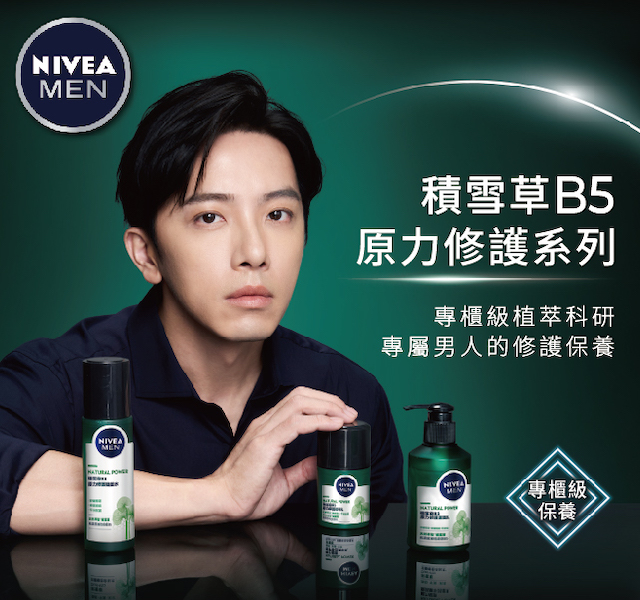 NIVEA
MEN
積雪草B5
原力修護系列
專櫃級植萃科研
專屬男人的修護保養
NIVEA
MEN
NATURAL POWER
NIVEA
MEN
NIVEA
MEN
NATURAL POWER
專櫃級
保養